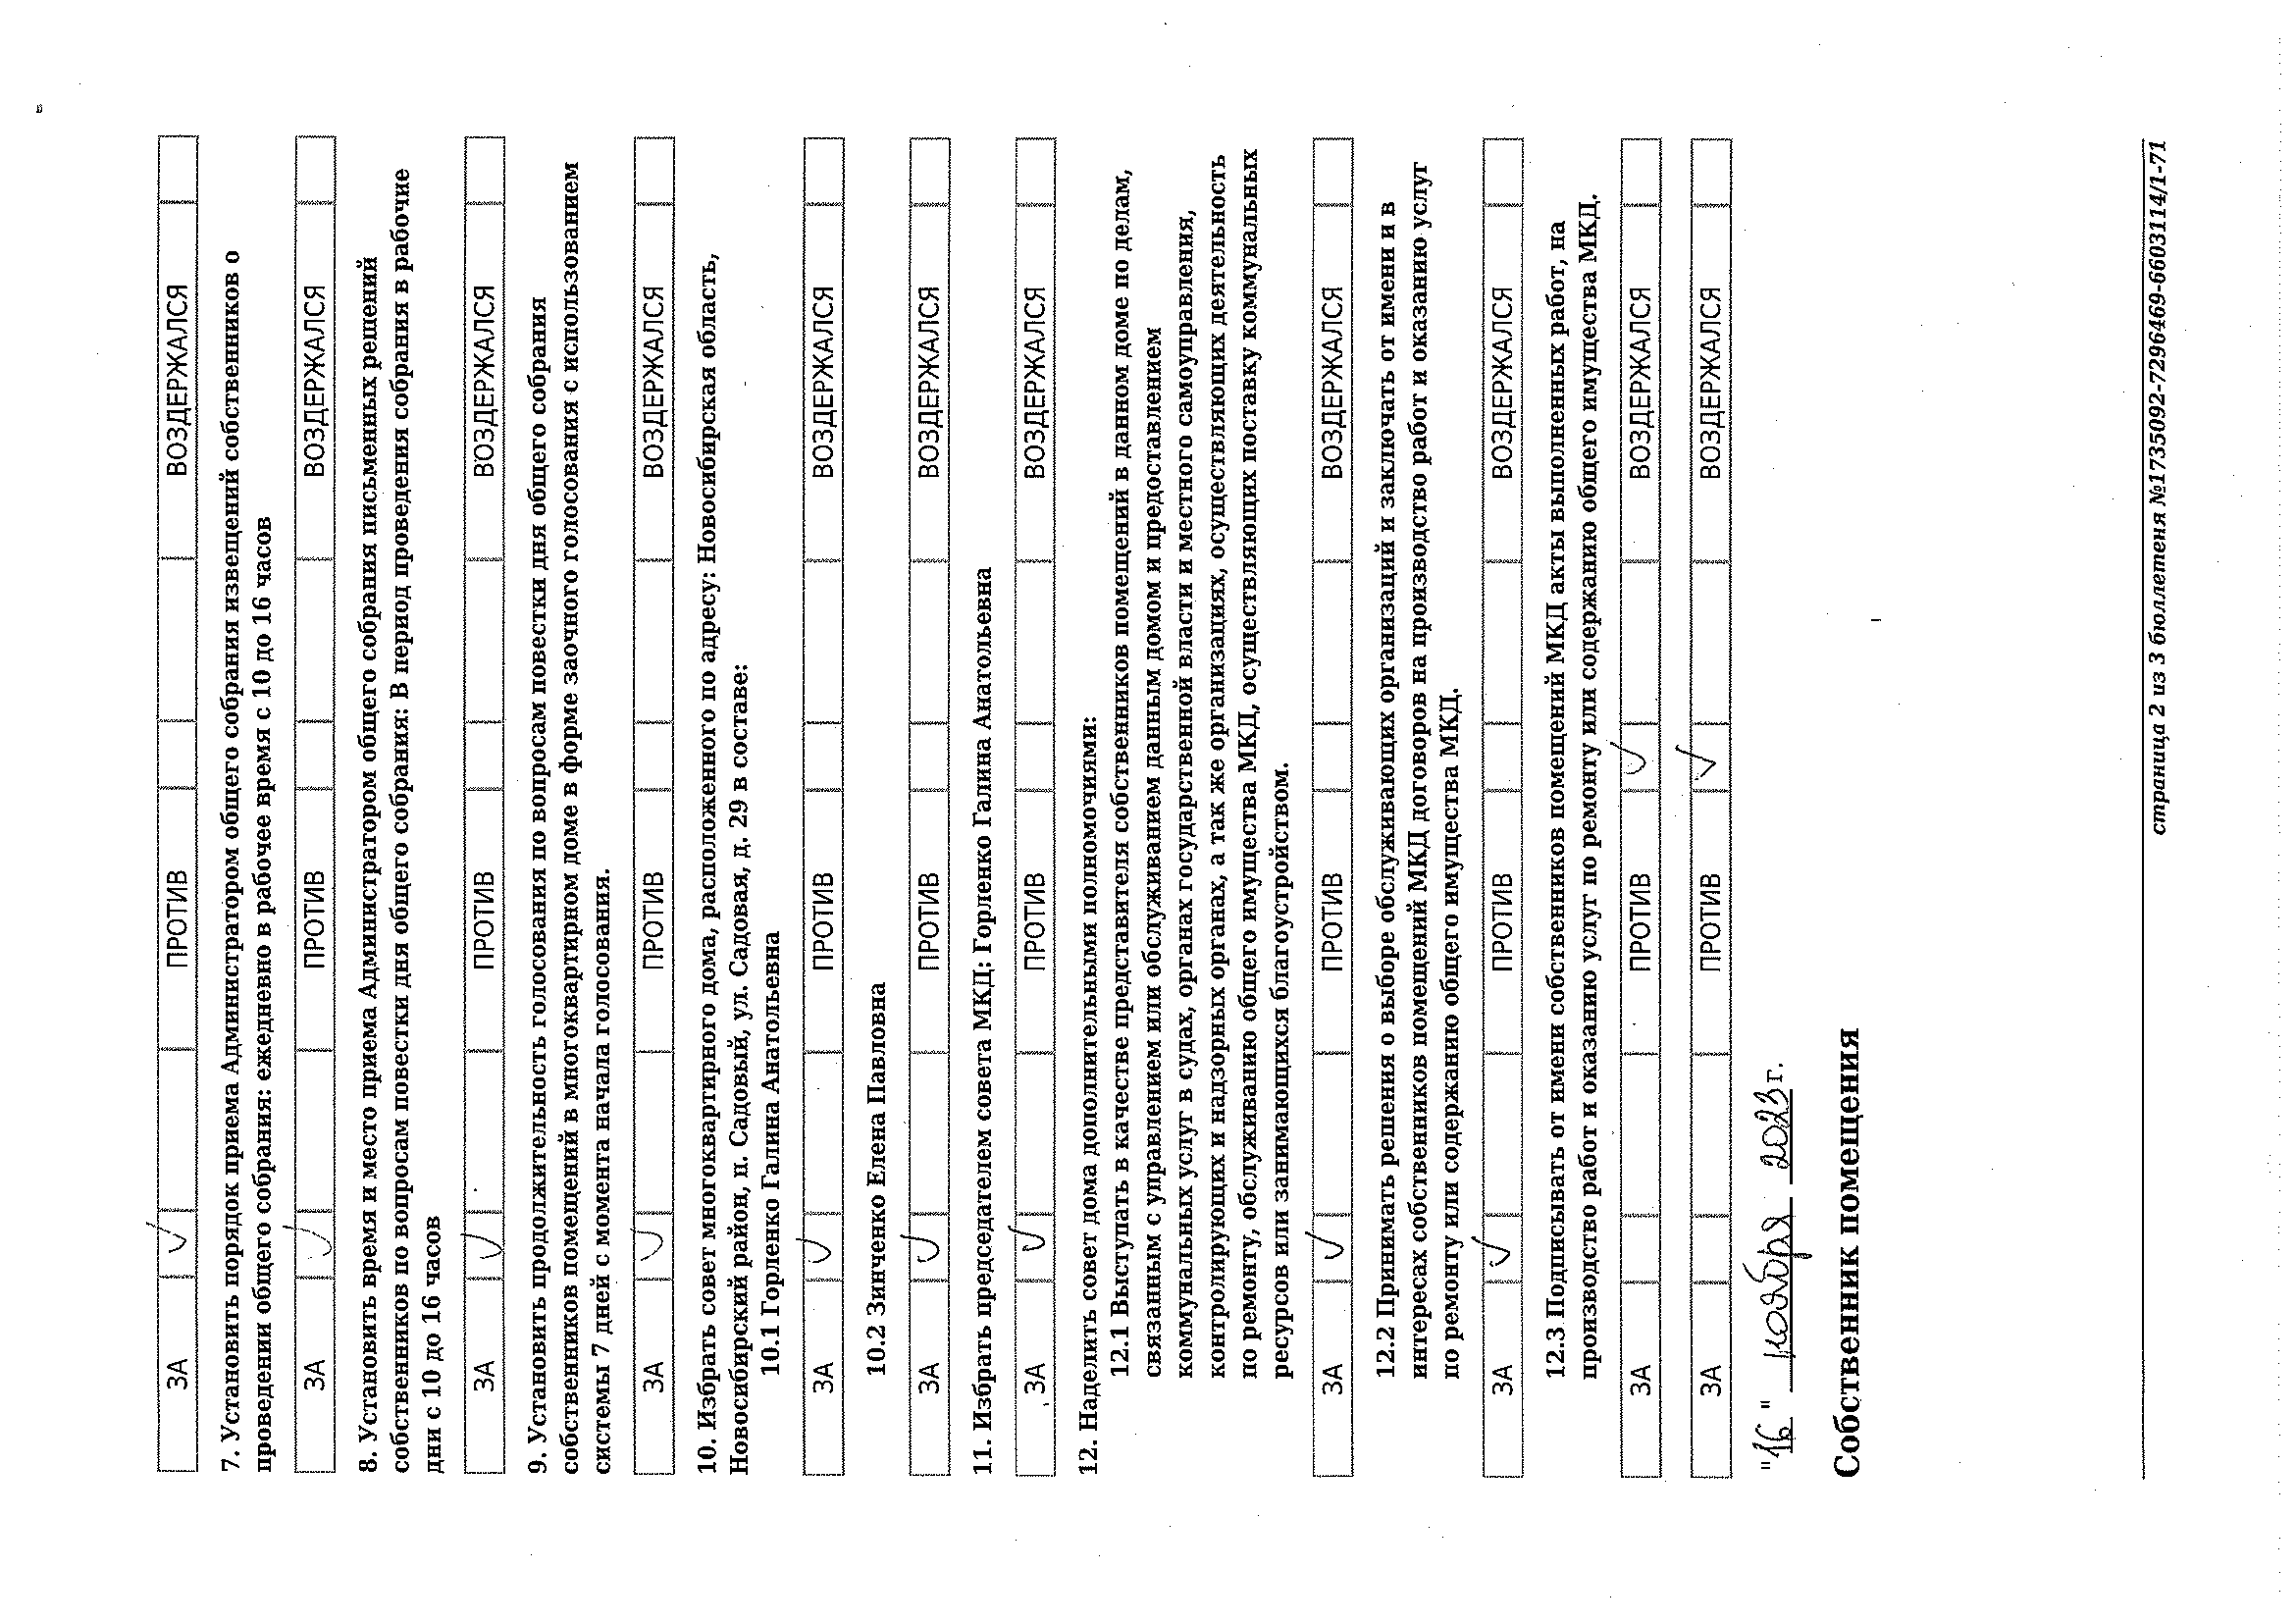 ЗА ✓ ПРОТИВ ВОЗДЕРЖАЛСЯ
7. Установить порядок приема Администратором общего собрания извещений собственников о
проведении общего собрания: ежедневно в рабочее время с 10 до 16 часов
ЗА ✓ ПРОТИВ ВОЗДЕРЖАЛСЯ
8. Установить время и место приема Администратором общего собрания письменных решений
собственников по вопросам повестки дня общего собрания: В период проведения собрания в рабочие
дни с 10 до 16 часов
ЗА ✓ ПРОТИВ ВОЗДЕРЖАЛСЯ
9. Установить продолжительность голосования по вопросам повестки дня общего собрания
собственников помещений в многоквартирном доме в форме заочного голосования с использованием
системы 7 дней с момента начала голосования.
ЗА ✓ ПРОТИВ ВОЗДЕРЖАЛСЯ
10. Избрать совет многоквартирного дома, расположенного по адресу: Новосибирская область,
Новосибирский район, п. Садовый, ул. Садовая, д. 29 в составе:
10.1 Горленко Галина Анатольевна
ЗА ✓ ПРОТИВ ВОЗДЕРЖАЛСЯ
10.2 Зинченко Елена Павловна
ЗА ✓ ПРОТИВ ВОЗДЕРЖАЛСЯ
11. Избрать председателем совета МКД: Горленко Галина Анатольевна
ЗА ✓ ПРОТИВ ВОЗДЕРЖАЛСЯ
12. Наделить совет дома дополнительными полномочиями:
12.1 Выступать в качестве представителя собственников помещений в данном доме по делам,
связанным с управлением или обслуживанием данным домом и предоставлением
коммунальных услуг в судах, органах государственной власти и местного самоуправления,
контролирующих и надзорных органах, а так же организациях, осуществляющих деятельность
по ремонту, обслуживанию общего имущества МКД, осуществляющих поставку коммунальных
ресурсов или занимающихся благоустройством.
ЗА ✓ ПРОТИВ ВОЗДЕРЖАЛСЯ
12.2 Принимать решения о выборе обслуживающих организаций и заключать от имени и в
интересах собственников помещений МКД договоров на производство работ и оказанию услуг
по ремонту или содержанию общего имущества МКД.
ЗА ✓ ПРОТИВ ВОЗДЕРЖАЛСЯ
12.3 Подписывать от имени собственников помещений МКД акты выполненных работ, на
производство работ и оказанию услуг по ремонту или содержанию общего имущества МКД.
ЗА ПРОТИВ ✓ ВОЗДЕРЖАЛСЯ
ЗА ПРОТИВ ✓ ВОЗДЕРЖАЛСЯ
"16" ноября 2023г.
Собственник помещения
страница 2 из 3 бюллетеня №1735092-7296469-6603114/1-71